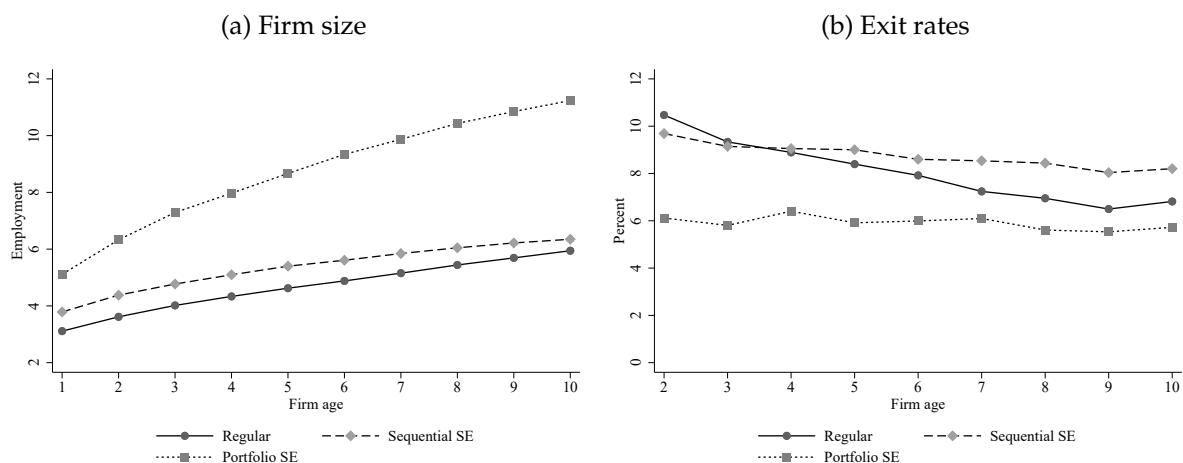 (a) Firm size
Employment
12
10
8
6
4
2
1 2 3 4 5 6 7 8 9 10
Firm age
Regular Sequential SE
Portfolio SE
(b) Exit rates
Percent
12
10
8
6
4
2
0
2 3 4 5 6 7 8 9 10
Firm age
Regular Sequential SE
Portfolio SE